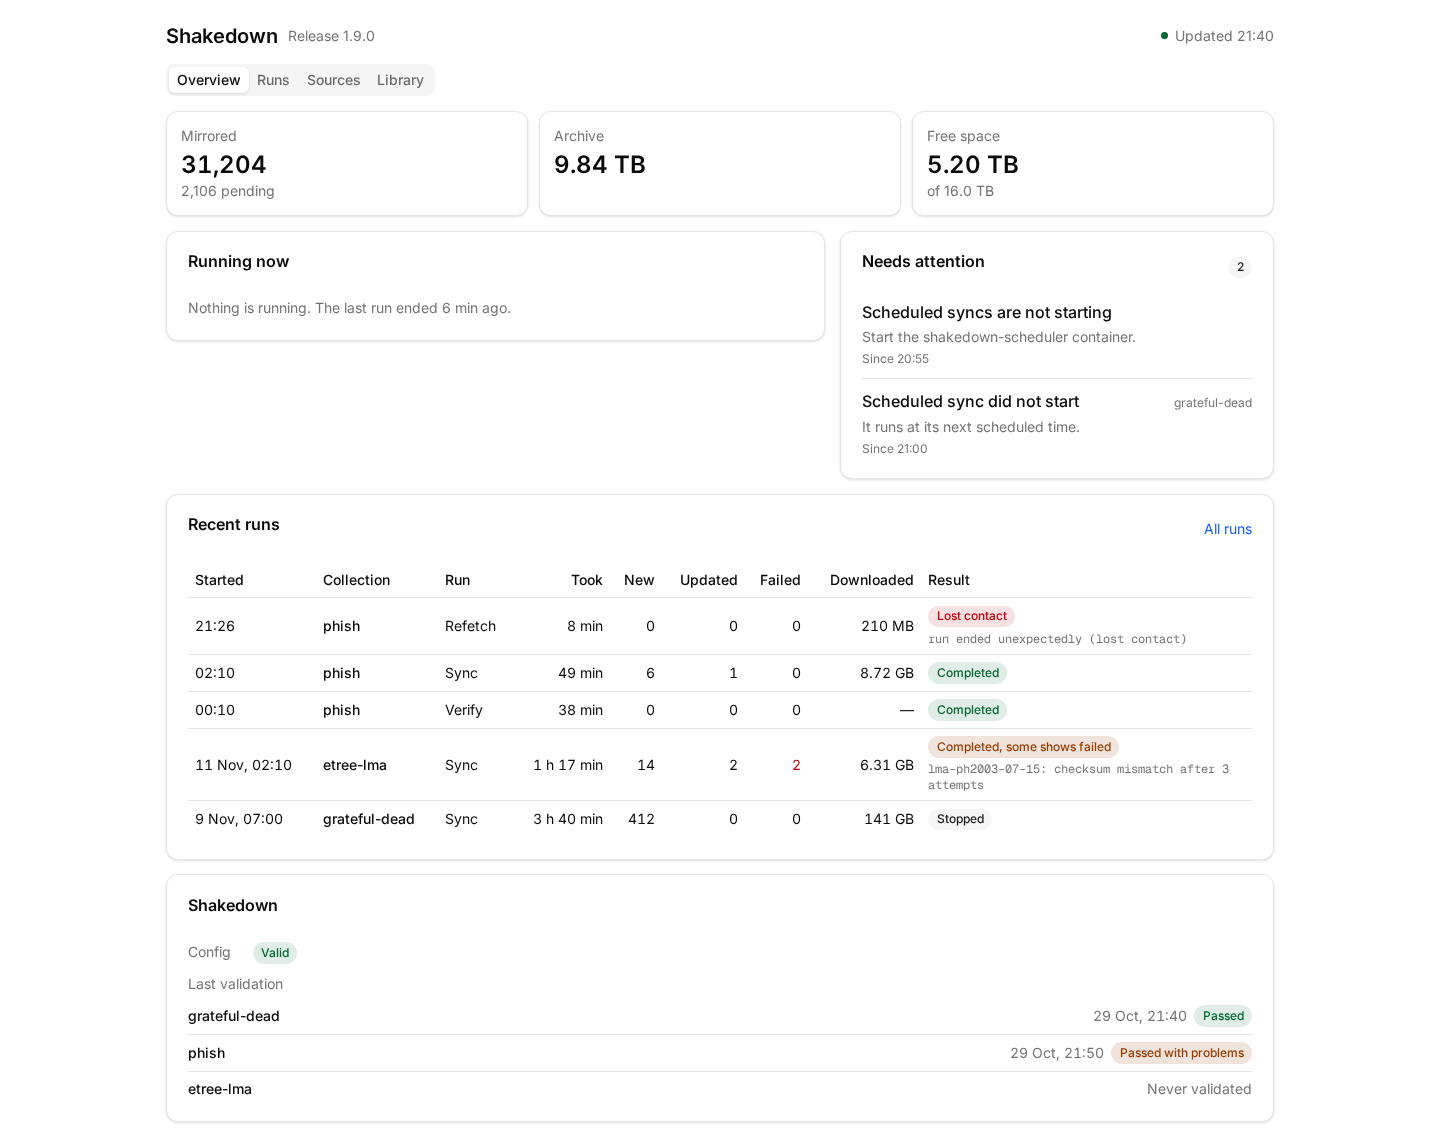 Shakedown Release 1.9.0
Updated 21:40
Overview Runs Sources Library
Mirrored
31,204
2,106 pending
Archive
9.84 TB
Free space
5.20 TB
of 16.0 TB
Running now
Nothing is running. The last run ended 6 min ago.
Needs attention
2
Scheduled syncs are not starting
Start the shakedown-scheduler container.
Since 20:55
Scheduled sync did not start
grateful-dead
It runs at its next scheduled time.
Since 21:00
Recent runs
All runs
Started Collection Run Took New Updated Failed Downloaded Result
21:26 phish Refetch 8 min 0 0 0 210 MB Lost contact
run ended unexpectedly (lost contact)
02:10 phish Sync 49 min 6 1 0 8.72 GB Completed
00:10 phish Verify 38 min 0 0 0 — Completed
11 Nov, 02:10 etree-lma Sync 1 h 17 min 14 2 2 6.31 GB Completed, some shows failed
lma-ph2003-07-15: checksum mismatch after 3
attempts
9 Nov, 07:00 grateful-dead Sync 3 h 40 min 412 0 0 141 GB Stopped
Shakedown
Config Valid
Last validation
grateful-dead 29 Oct, 21:40 Passed
phish 29 Oct, 21:50 Passed with problems
etree-lma Never validated